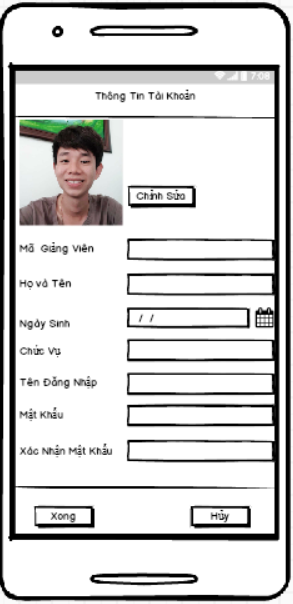 7:08
Thông Tin Tài Khoản
Chỉnh Sửa
Mã Giảng Viên
Họ và Tên
Ngày Sinh / /
Chức Vụ
Tên Đăng Nhập
Mật Khẩu
Xác Nhận Mật Khẩu
Xong Hủy